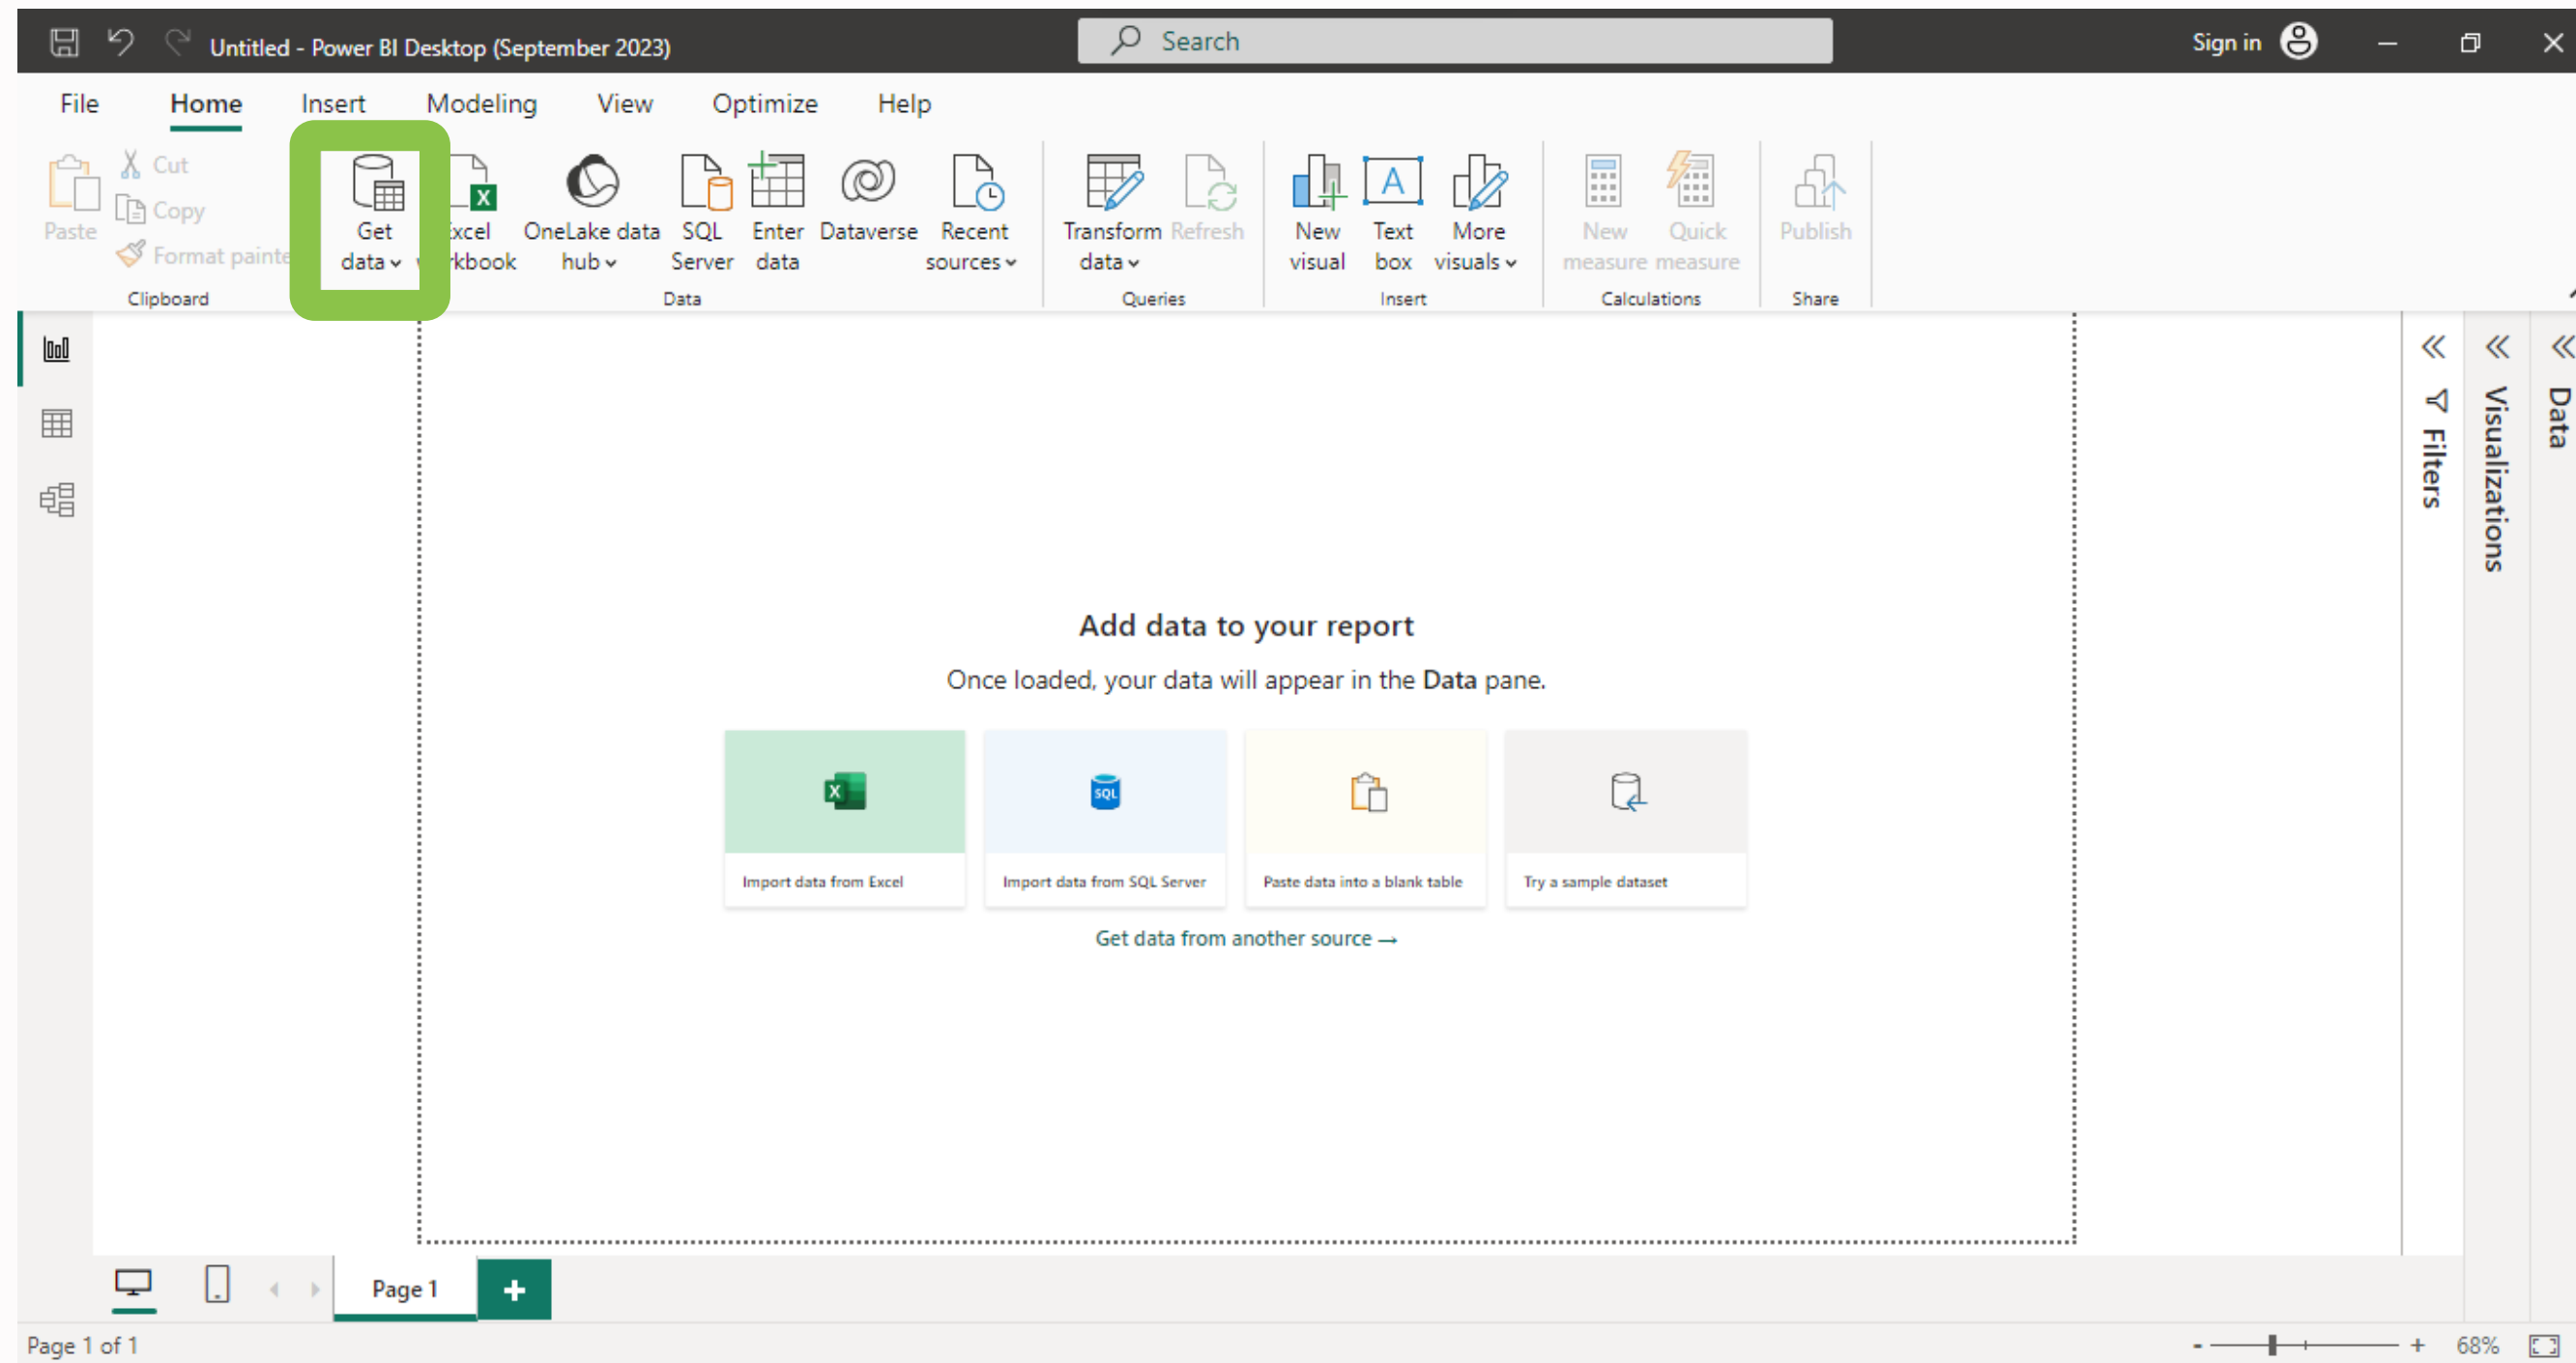 Untitled - Power BI Desktop (September 2023)
Search
Sign in
File Home Insert Modeling View Optimize Help
Paste
Cut
Copy
Format painte
Clipboard
Get
data
Excel
rkbook
OneLake data
hub
SQL
Server
Enter
data
Dataverse
Recent
sources
Data
Transform
data
Refresh
Queries
New
visual
Text
box
More
visuals
Insert
New
measure
Quick
measure
Calculations
Publish
Share
Filters
Visualizations
Data
Add data to your report
Once loaded, your data will appear in the Data pane.
SQL
Import data from Excel
Import data from SQL Server
Paste data into a blank table
Try a sample dataset
Get data from another source →
Page 1
+
Page 1 of 1
- + 68%